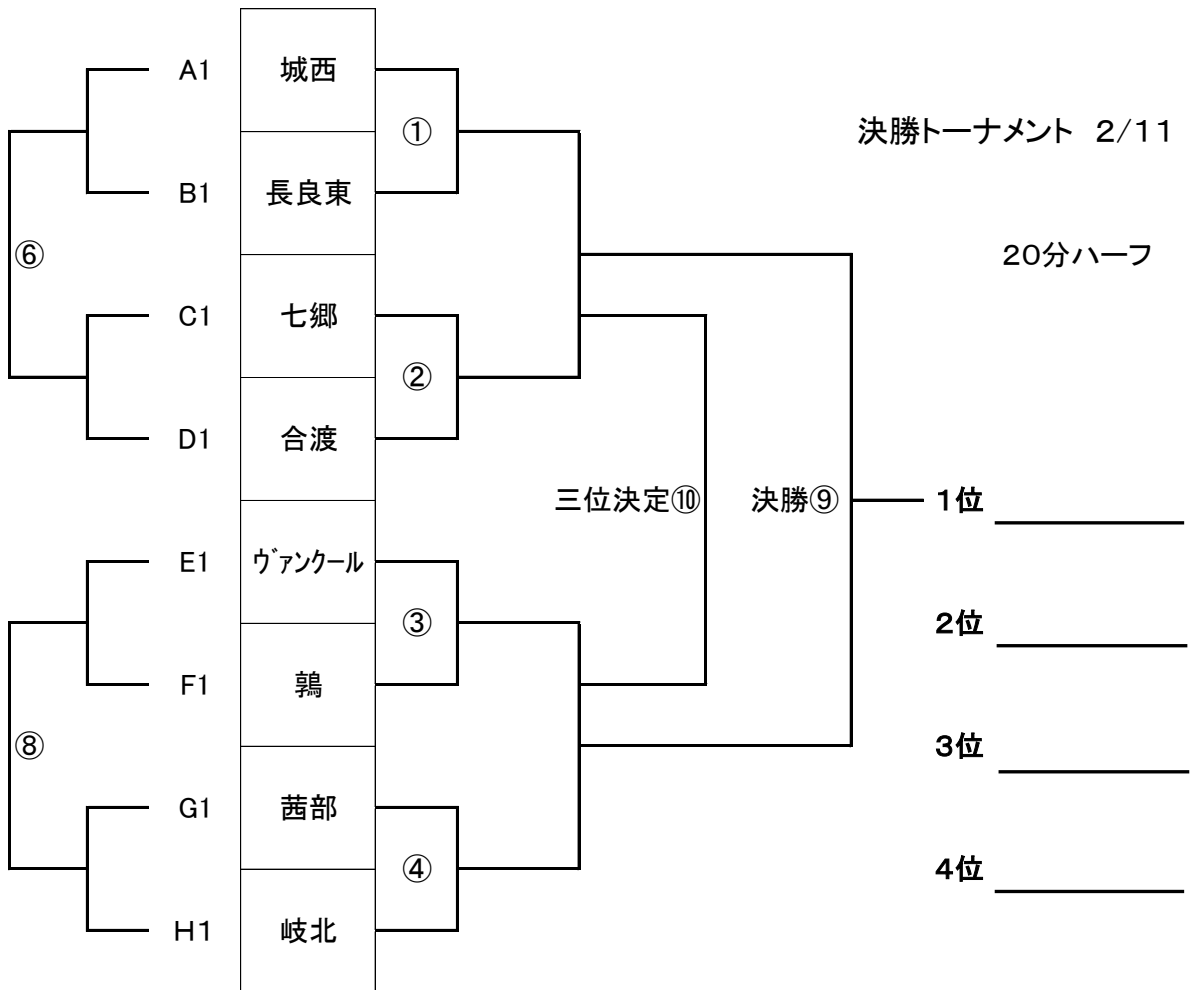 決勝トーナメント 2/11
20分ハーフ
A1 城西
①
B1 長良東
⑥
C1 七郷
②
D1 合渡
三位決定⑩ 決勝⑨ 1位
E1 ヴァンクール
③
2位
F1 鶉
⑧
3位
G1 茜部
④
4位
H1 岐北